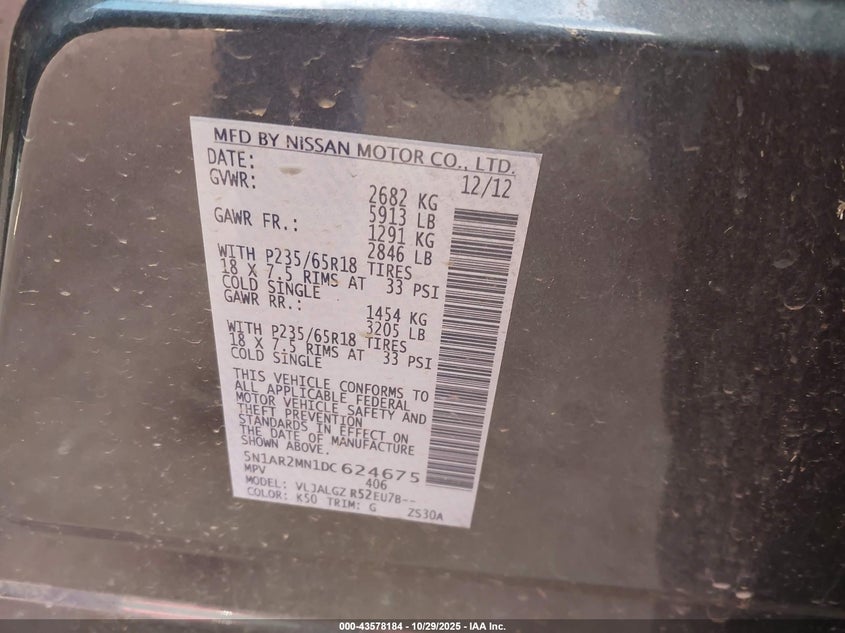 MFD BY NISSAN MOTOR CO., LTD.
DATE: 12/12
GVWR: 2682 KG
5913 LB
GAWR FR.: 1291 KG
2846 LB
WITH P235/65R18 TIRES
18 X 7.5 RIMS AT 33 PSI
COLD SINGLE
GAWR RR.: 1454 KG
3205 LB
WITH P235/65R18 TIRES
18 X 7.5 RIMS AT 33 PSI
COLD SINGLE
THIS VEHICLE CONFORMS TO
ALL APPLICABLE FEDERAL
MOTOR VEHICLE SAFETY AND
THEFT PREVENTION
STANDARDS IN EFFECT ON
THE DATE OF MANUFACTURE
SHOWN ABOVE.
5N1AR2MN1DC624675
MPV 406
MODEL: VLJALGZ R52EU7B--
COLOR: K50 TRIM: G ZS30A
000-43578184 / 10/29/2025 - IAA Inc.